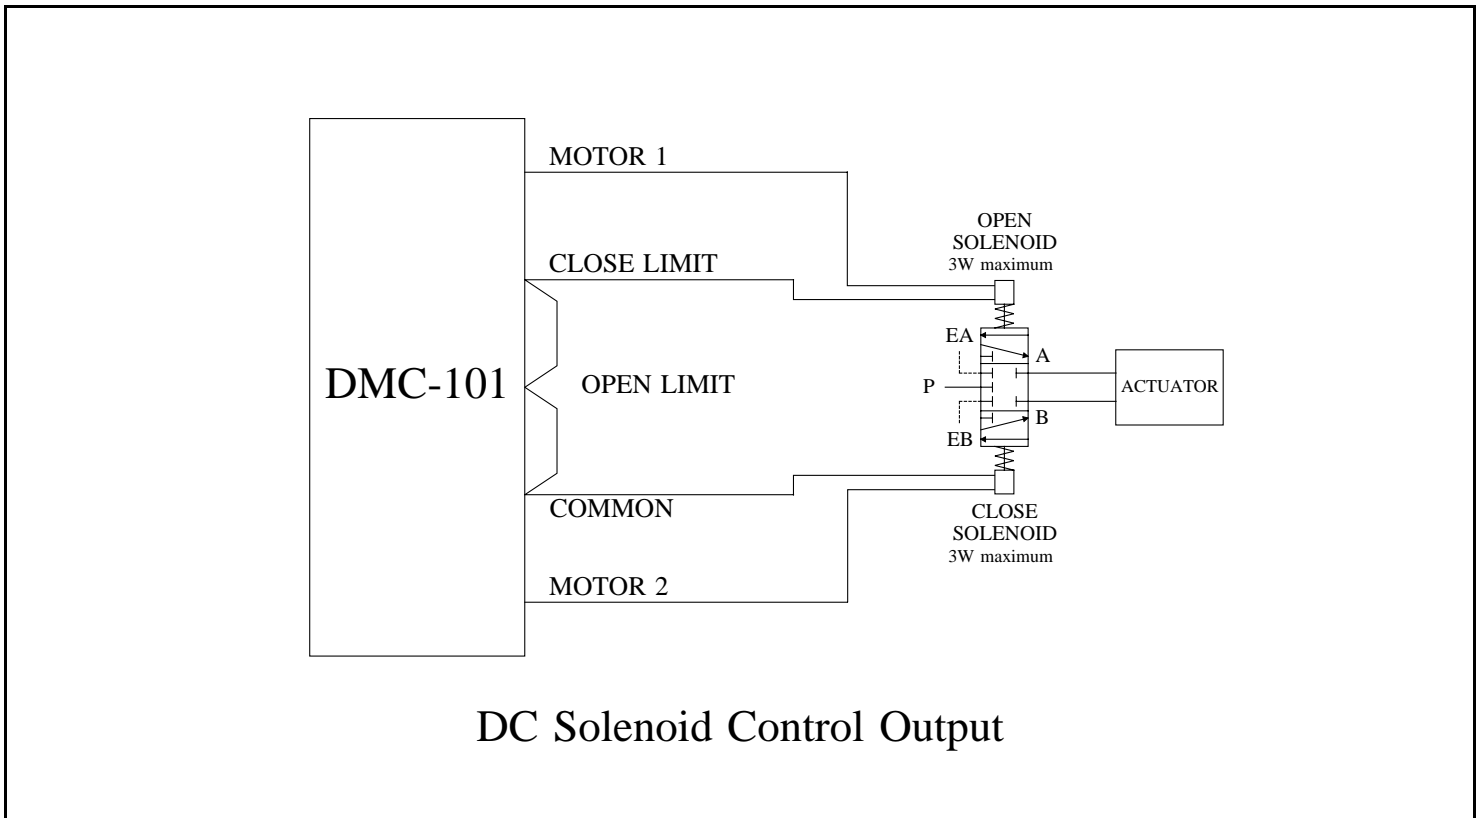 MOTOR 1
OPEN
SOLENOID
3W maximum
CLOSE LIMIT
EA
A
DMC-101
OPEN LIMIT
P
ACTUATOR
B
EB
COMMON
CLOSE
SOLENOID
3W maximum
MOTOR 2
DC Solenoid Control Output